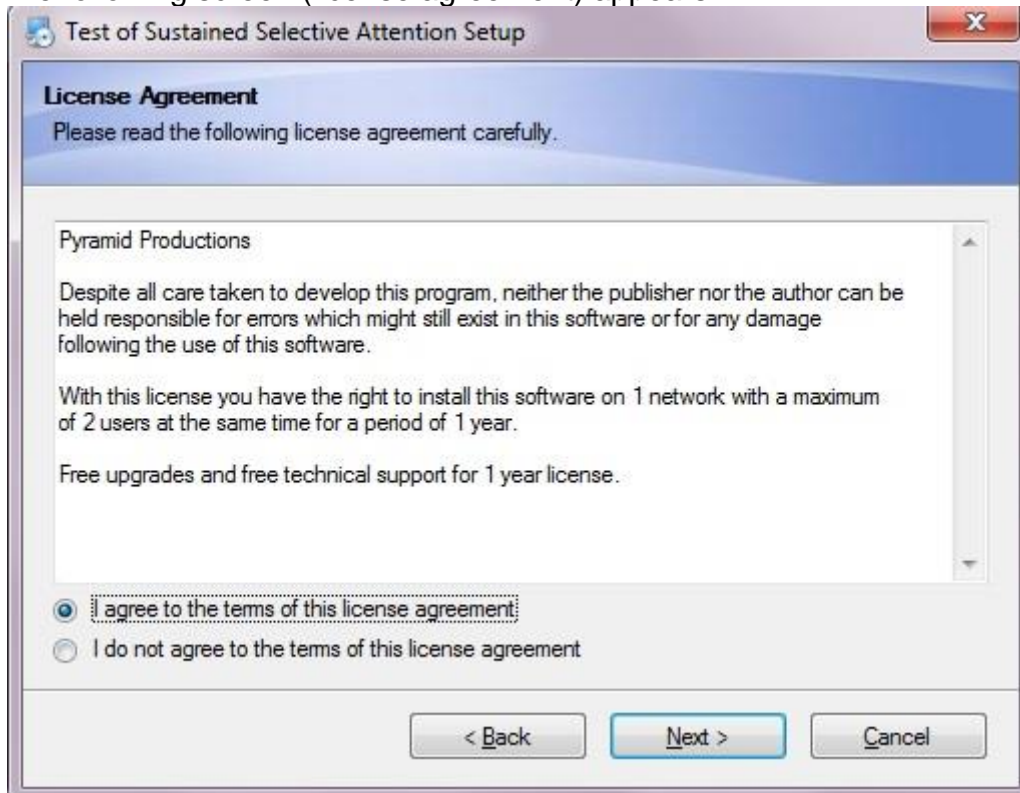 Test of Sustained Selective Attention Setup
License Agreement
Please read the following license agreement carefully.
Pyramid Productions
Despite all care taken to develop this program, neither the publisher nor the author can be
held responsible for errors which might still exist in this software or for any damage
following the use of this software.
With this license you have the right to install this software on 1 network with a maximum
of 2 users at the same time for a period of 1 year.
Free upgrades and free technical support for 1 year license.
I agree to the terms of this license agreement
I do not agree to the terms of this license agreement
< Back Next > Cancel